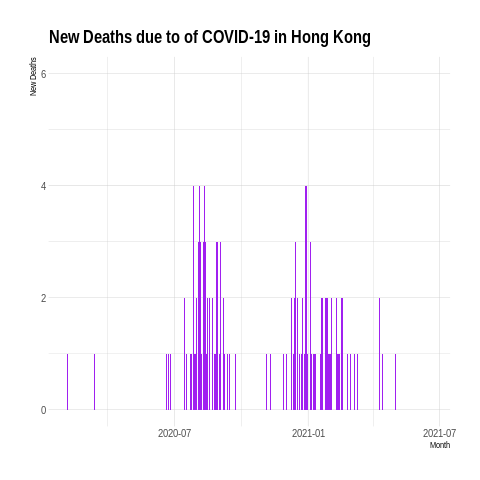 New Deaths due to of COVID-19 in Hong Kong
New Deaths
6
4
2
0
2020-07
2021-01
2021-07
Month